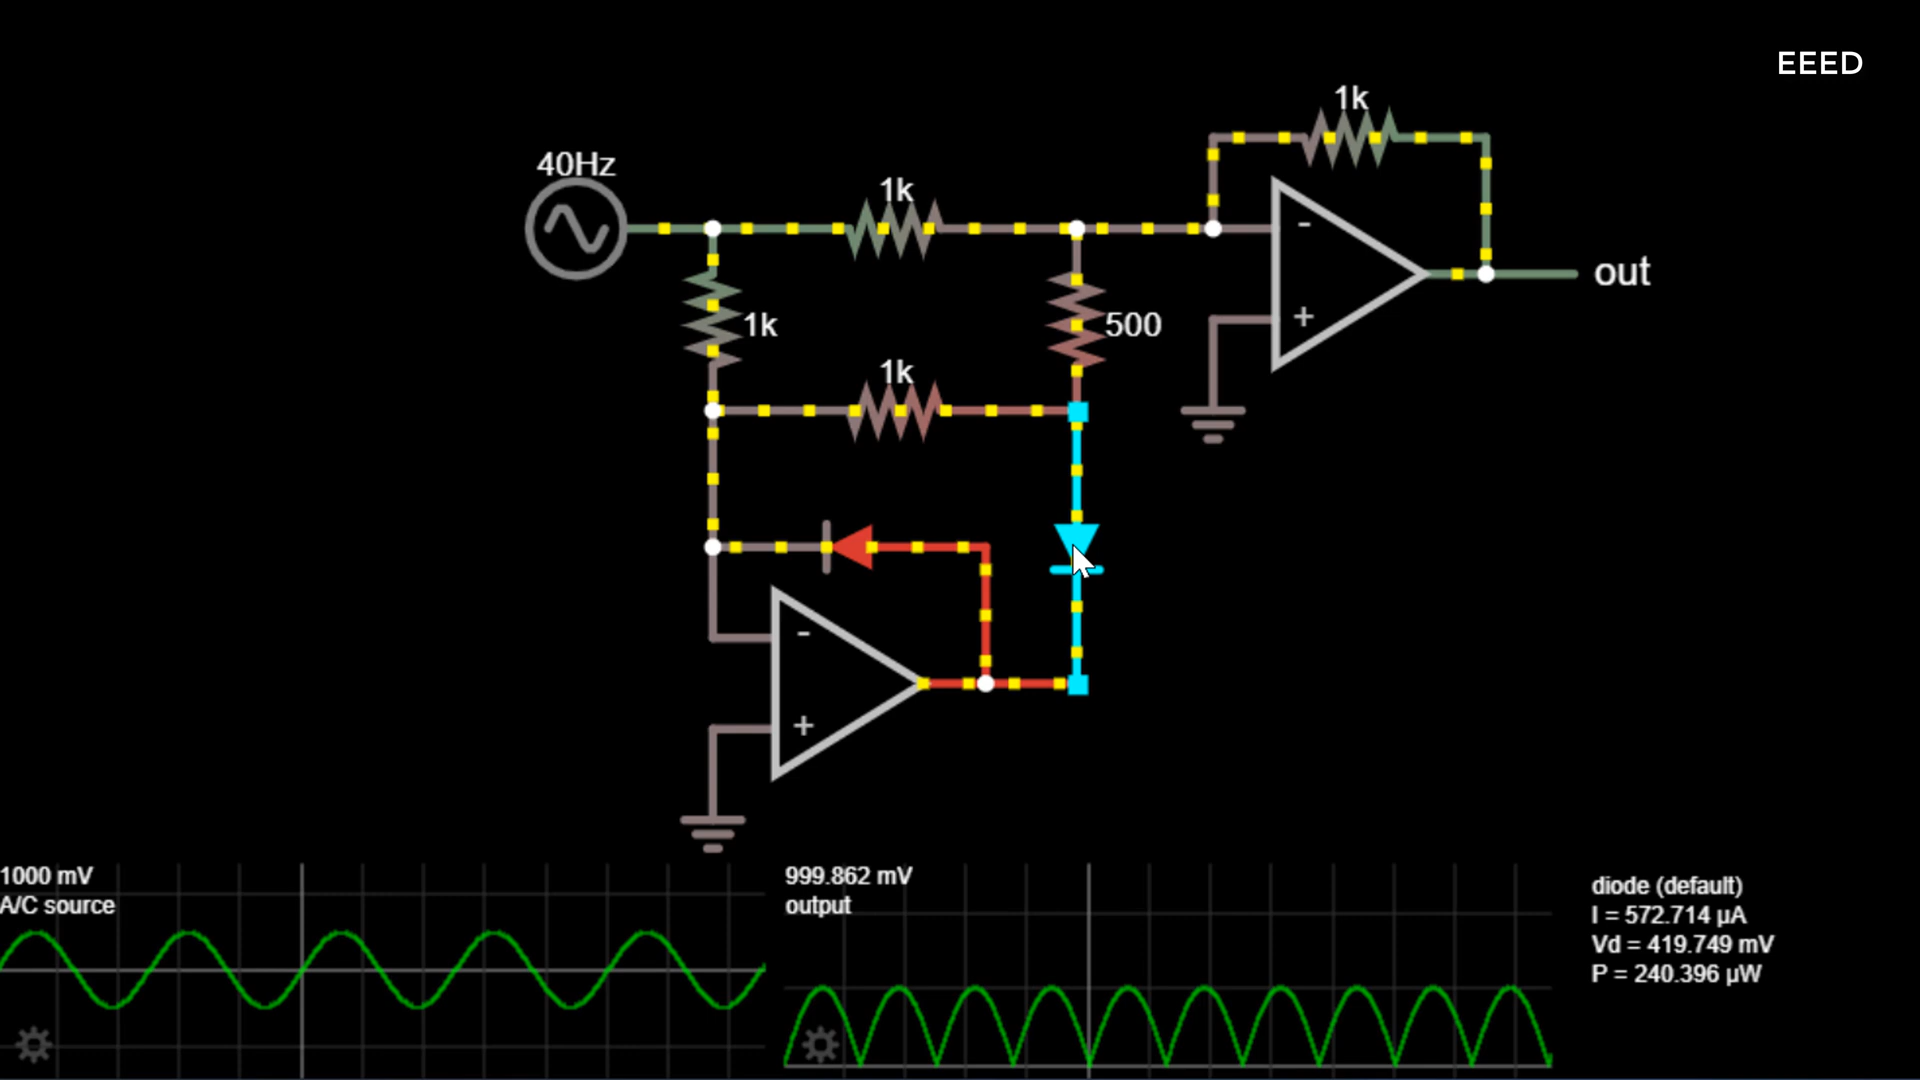 EEED
1k
40Hz
1k
-
out
+
1k
500
1k
-
+
1000 mV
A/C source
999.862 mV
output
diode (default)
I = 572.714 µA
Vd = 419.749 mV
P = 240.396 µW